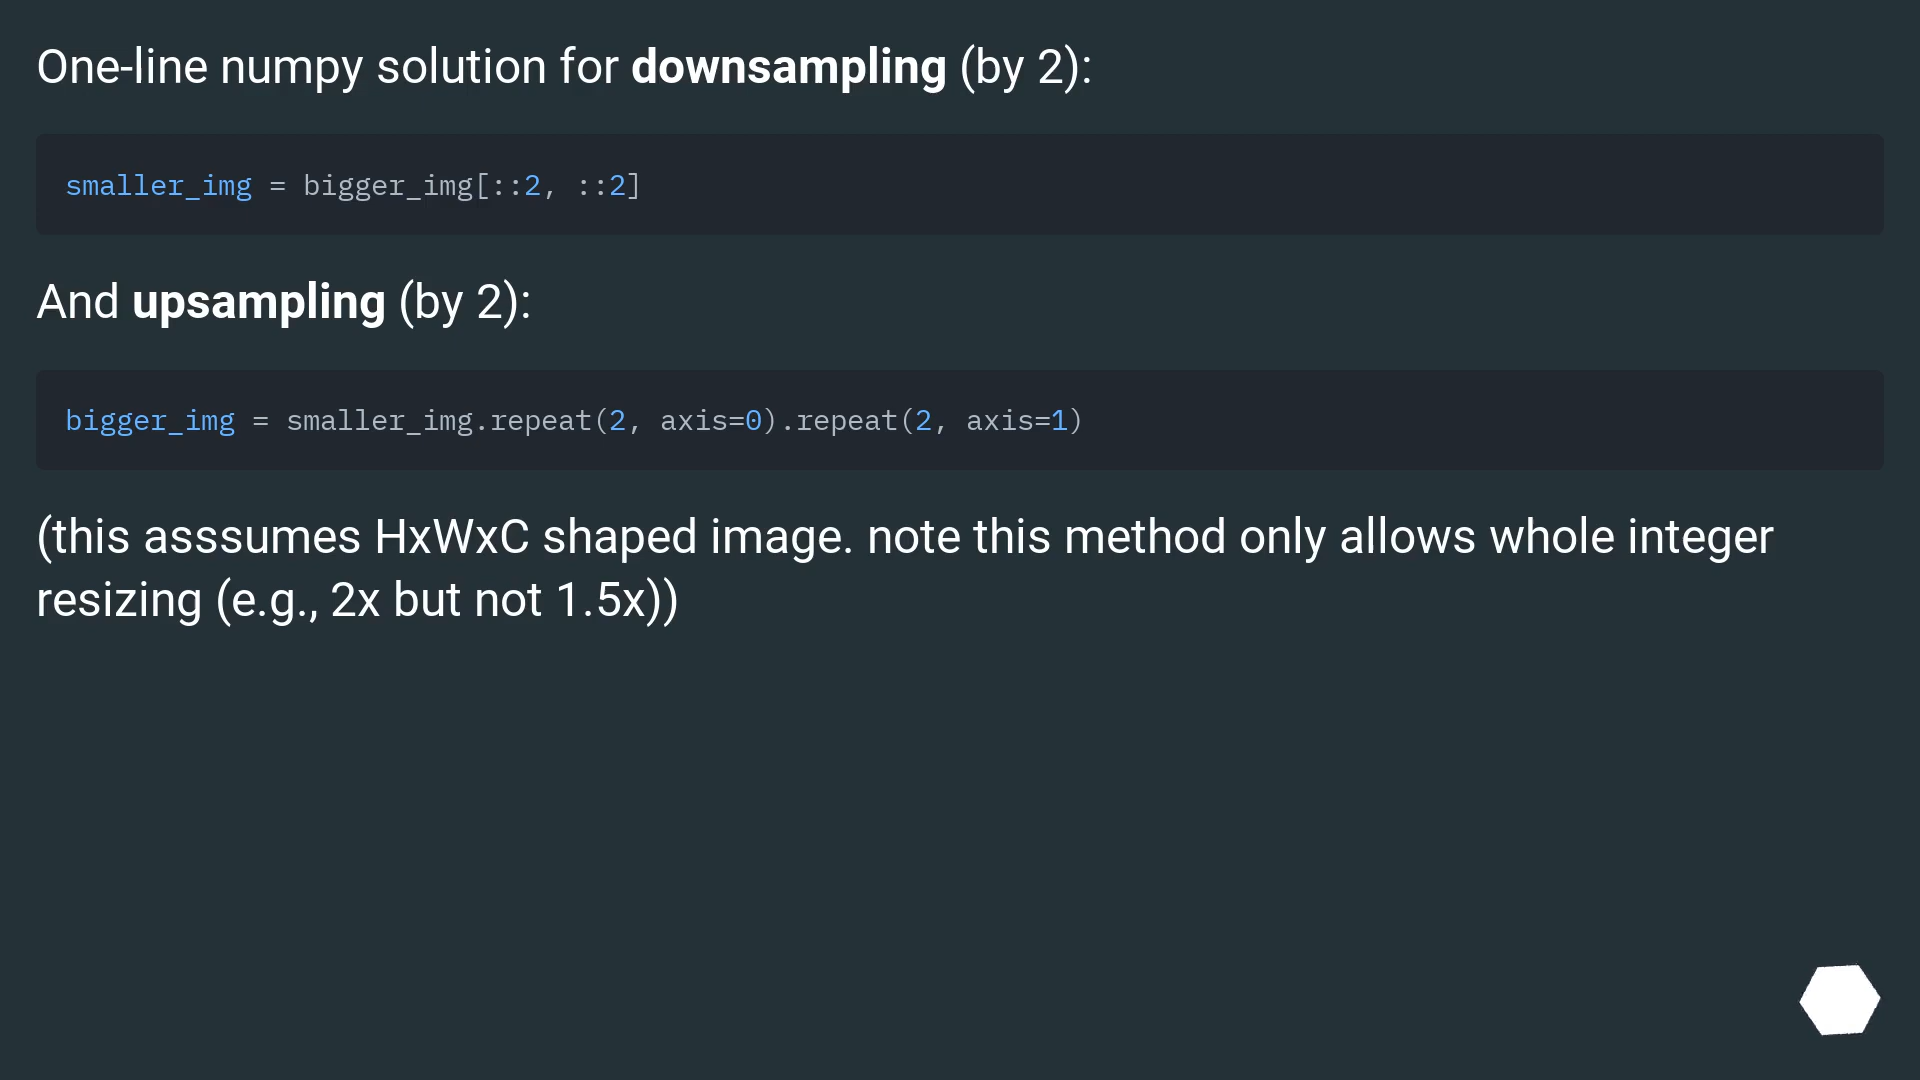 One-line numpy solution for downsampling (by 2):
smaller_img = bigger_img[::2, ::2]
And upsampling (by 2):
bigger_img = smaller_img.repeat(2, axis=0).repeat(2, axis=1)
(this asssumes HxWxC shaped image. note this method only allows whole integer
resizing (e.g., 2x but not 1.5x))